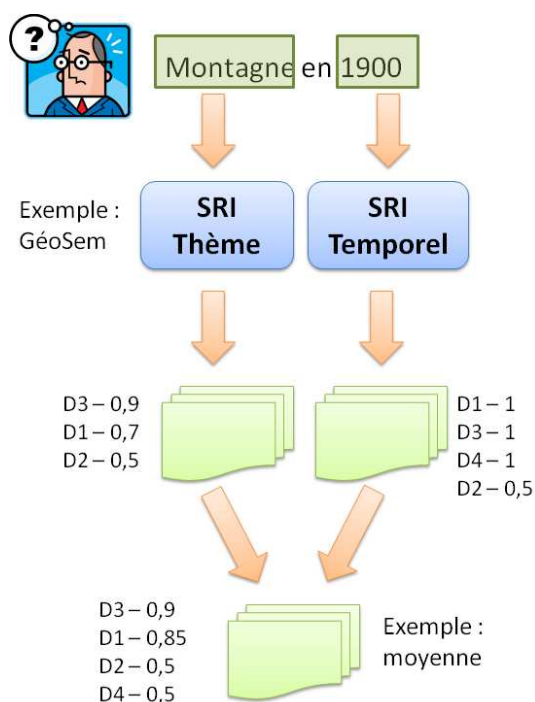 ?
Montagne en 1900
Exemple :
GéoSem
SRI
Thème
SRI
Temporel
D3 – 0,9
D1 – 0,7
D2 – 0,5
D1 – 1
D3 – 1
D4 – 1
D2 – 0,5
D3 – 0,9
D1 – 0,85
D2 – 0,5
D4 – 0,5
Exemple :
moyenne